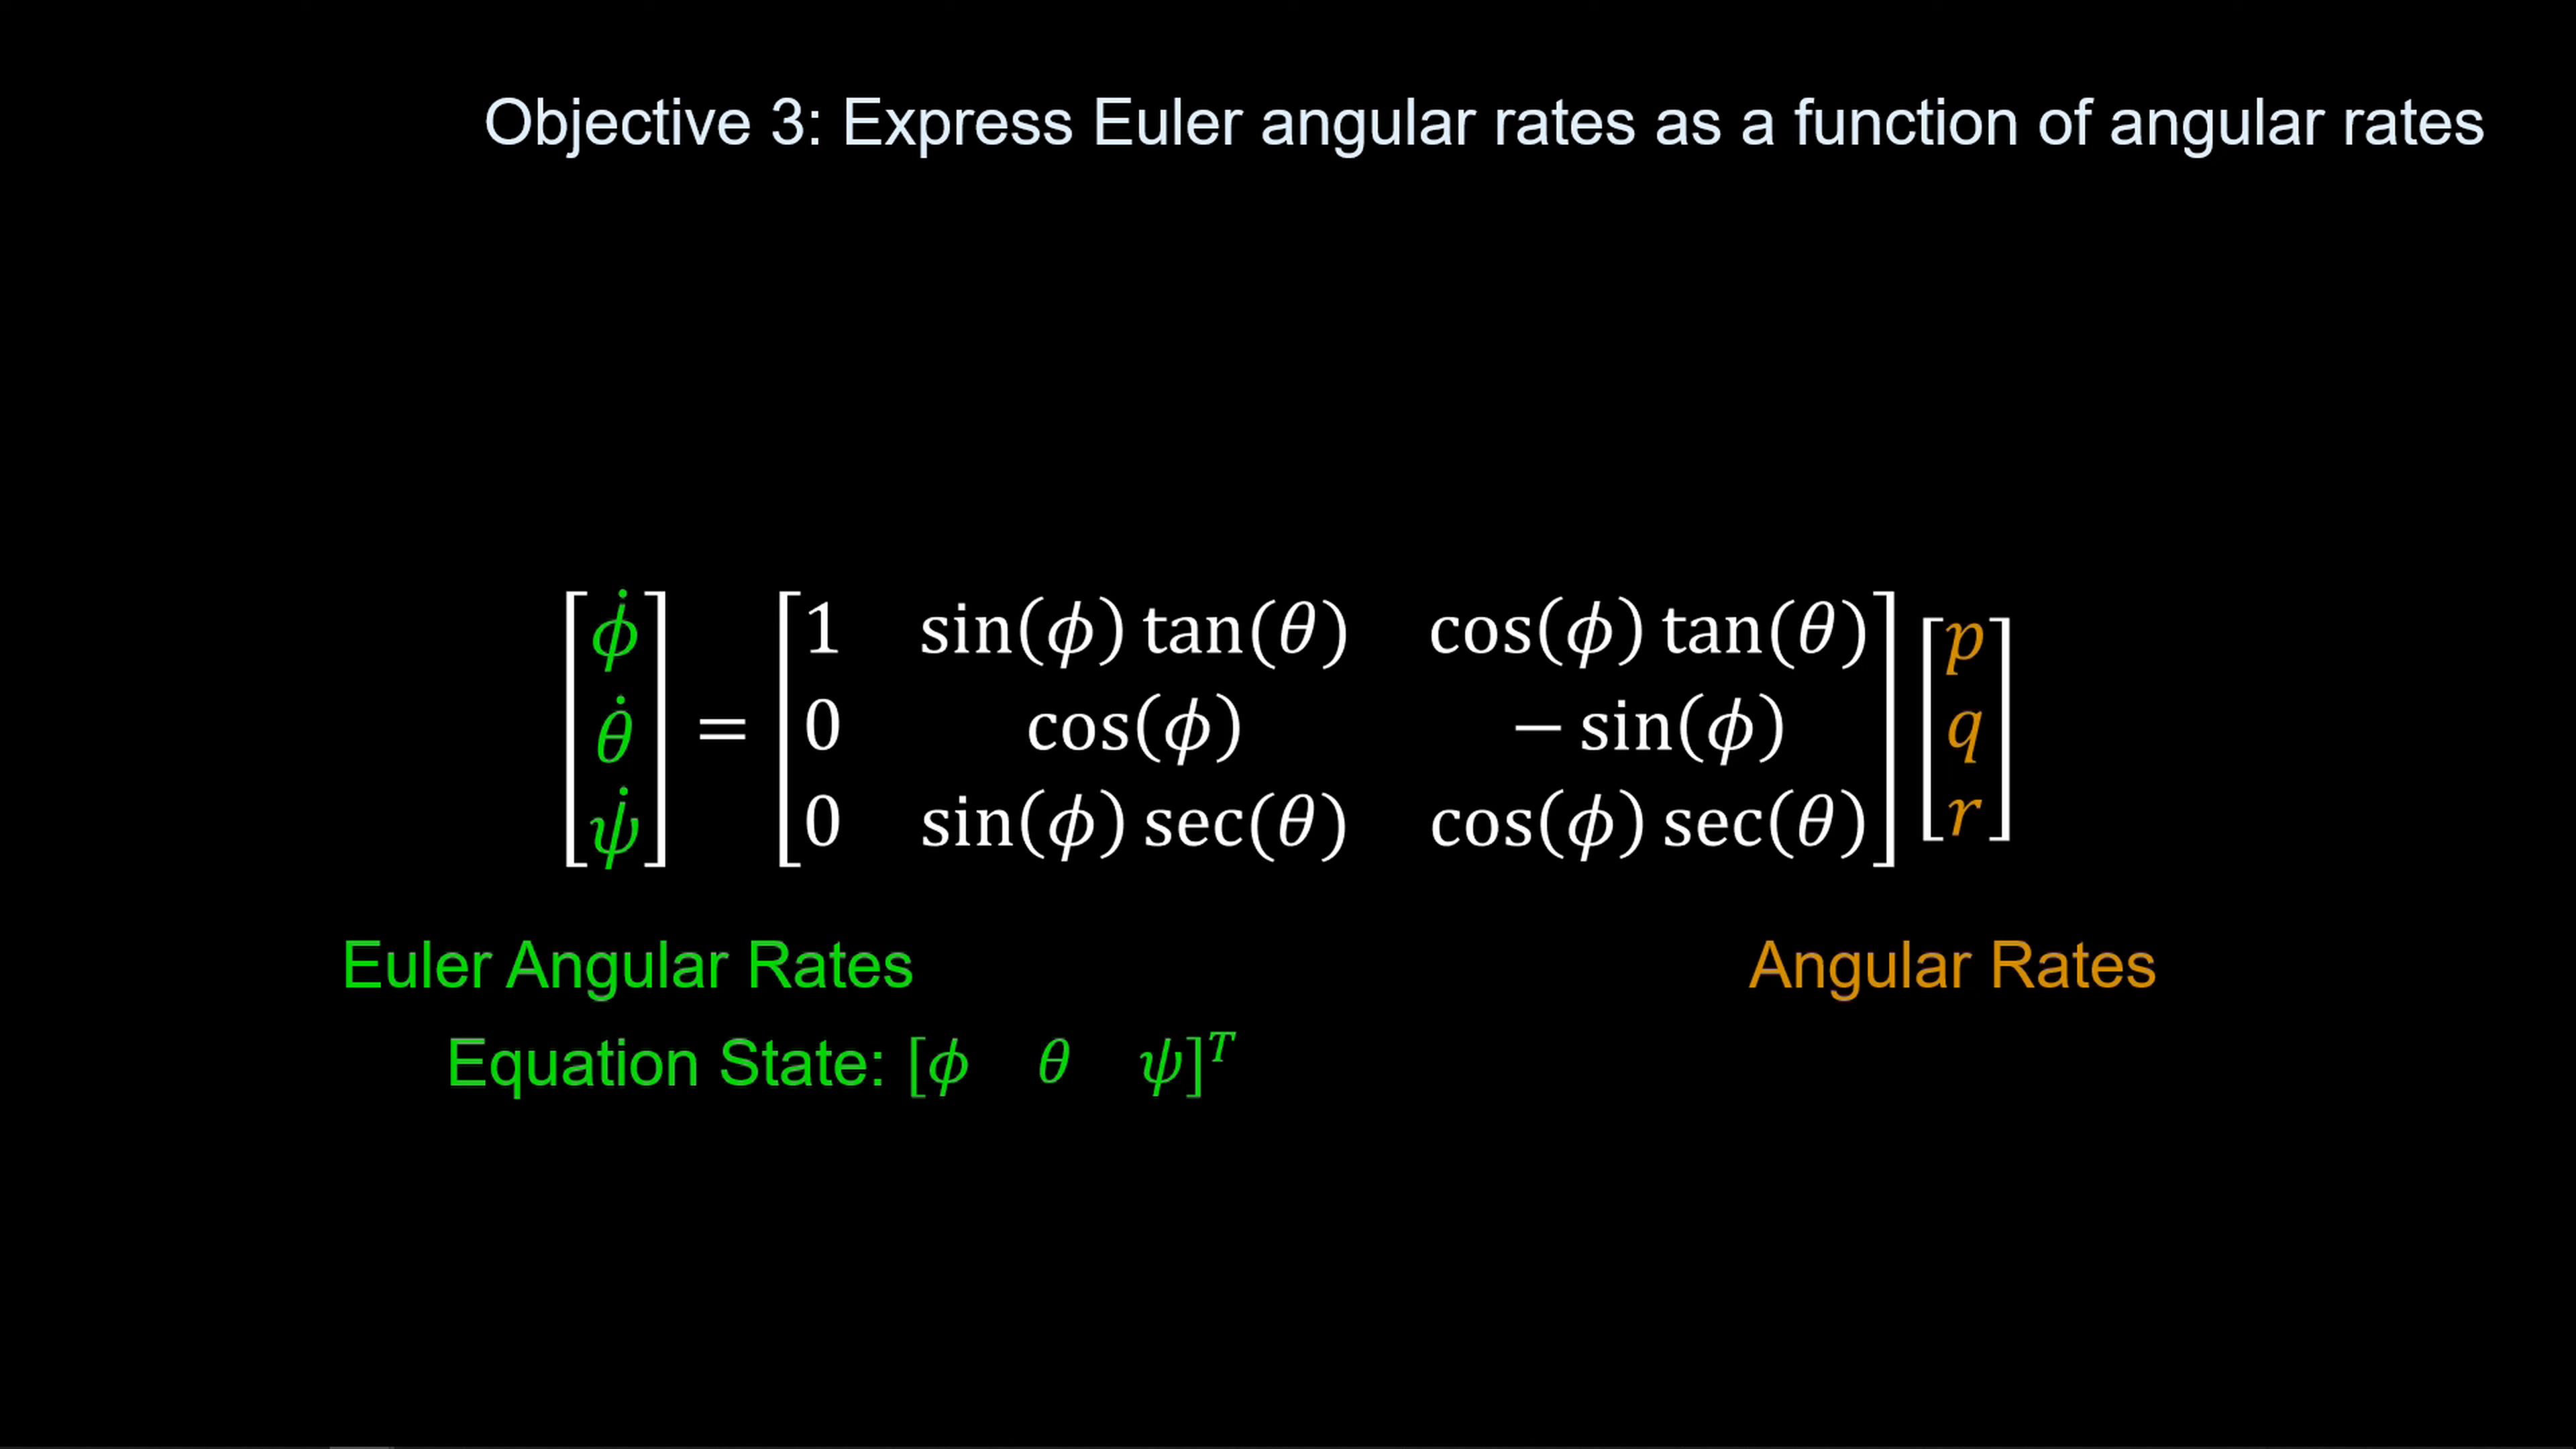 Objective 3: Express Euler angular rates as a function of angular rates
[ϕ̇ θ̇ ψ̇] = [1 sin(ϕ) tan(θ) cos(ϕ) tan(θ)] [p q r]
0 cos(ϕ) − sin(ϕ)
0 sin(ϕ) sec(θ) cos(ϕ) sec(θ)
Euler Angular Rates Angular Rates
Equation State: [ϕ θ ψ]ᵀ